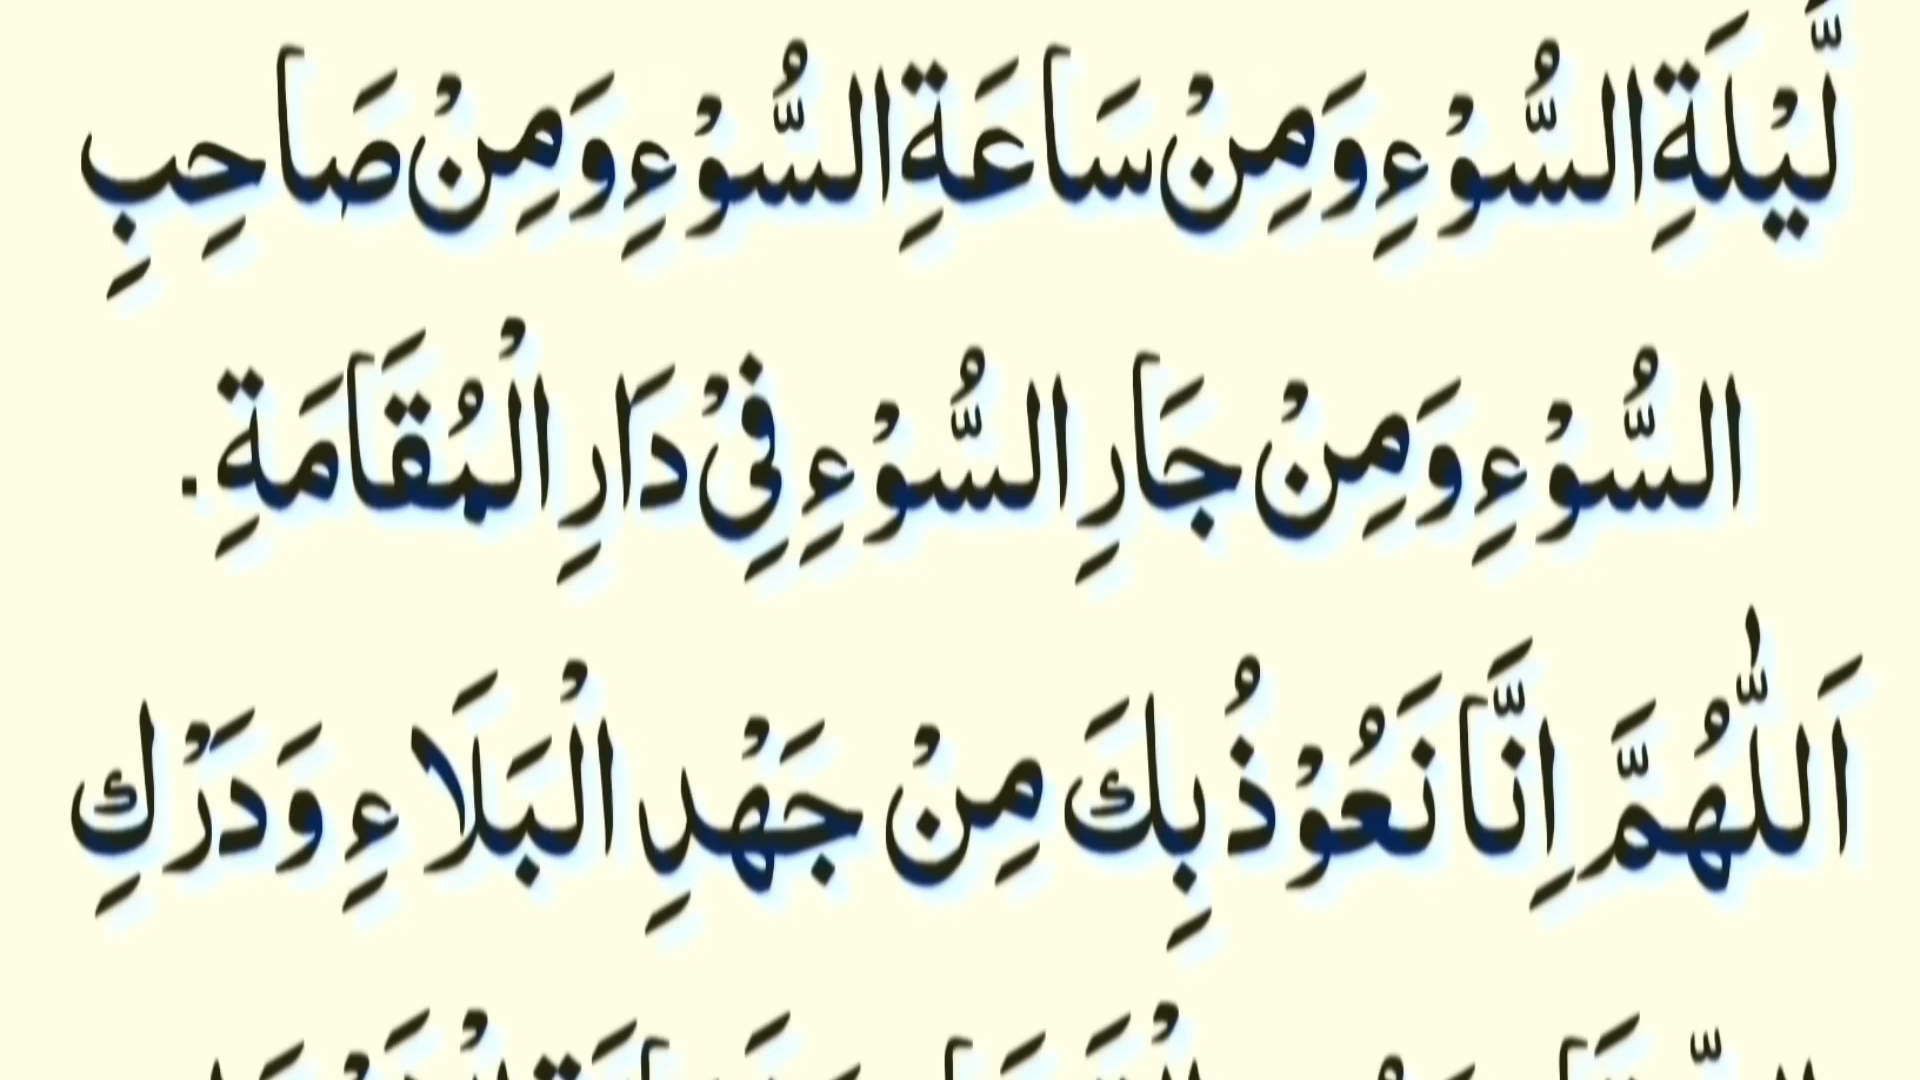 لَّيْلَةِ السُّوْءِ وَمِنْ سَاعَةِ السُّوْءِ وَمِنْ صَاحِبِ
السُّوْءِ وَمِنْ جَارِ السُّوْءِ فِیْ دَارِ الْمُقَامَةِ.
اَللّٰهُمَّ اِنَّا نَعُوْذُ بِكَ مِنْ جَهْدِ الْبَلَاءِ وَدَرْكِ